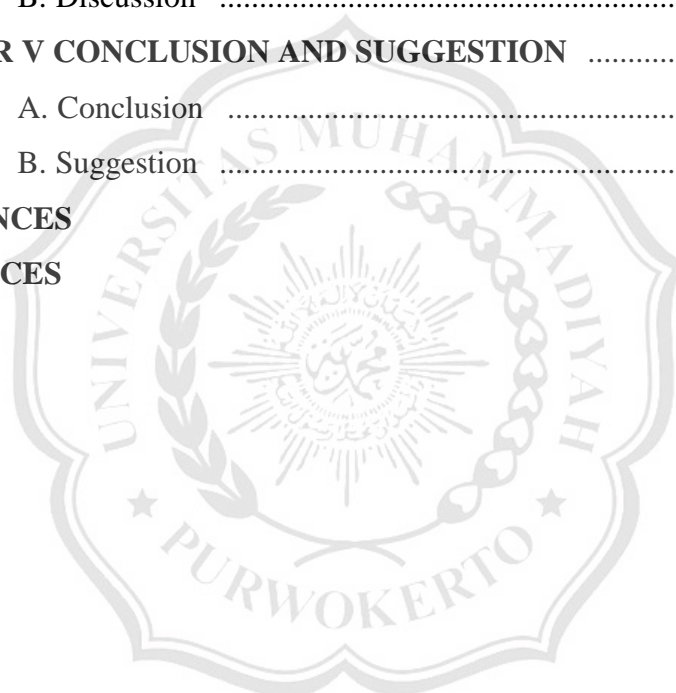 B. Discussion ................................................................
R V CONCLUSION AND SUGGESTION ............
A. Conclusion ...............................................................
B. Suggestion ................................................................
NCES
CES
UNIVERSITAS MUHAMMADIYAH
PURWOKERTO